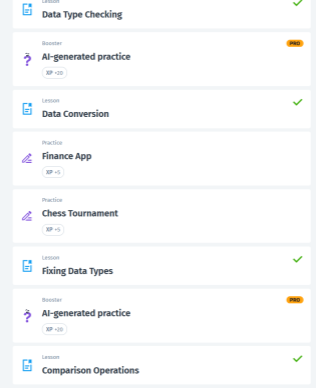 Lesson
Data Type Checking
Booster
PRO
AI-generated practice
XP +20
Lesson
Data Conversion
Practice
Finance App
XP +5
Practice
Chess Tournament
XP +5
Lesson
Fixing Data Types
Booster
PRO
AI-generated practice
XP +20
Lesson
Comparison Operations